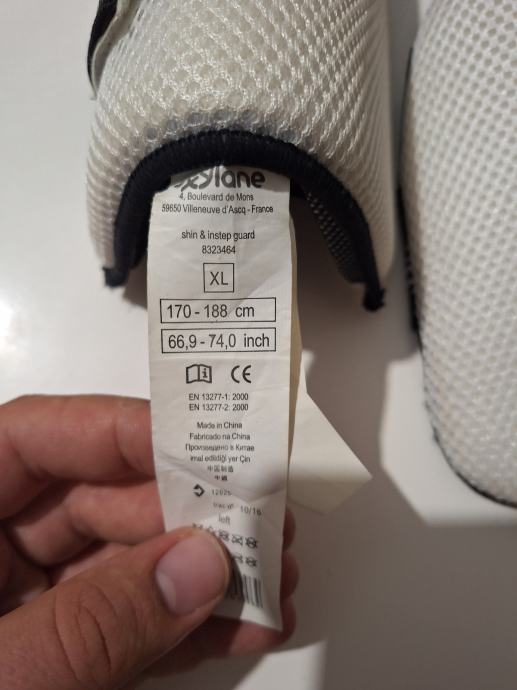 xylane
4, Boulevard de Mons
59650 Villeneuve d'Ascq - France
shin & instep guard
8323464
XL
170 - 188 cm
66,9 - 74,0 inch
CE
EN 13277-1: 2000
EN 13277-2: 2000
Made in China
Fabricado na China
Произведено в Китае
imal edildiği yer Çin
中国制造
12025
trac n° 10/16
left